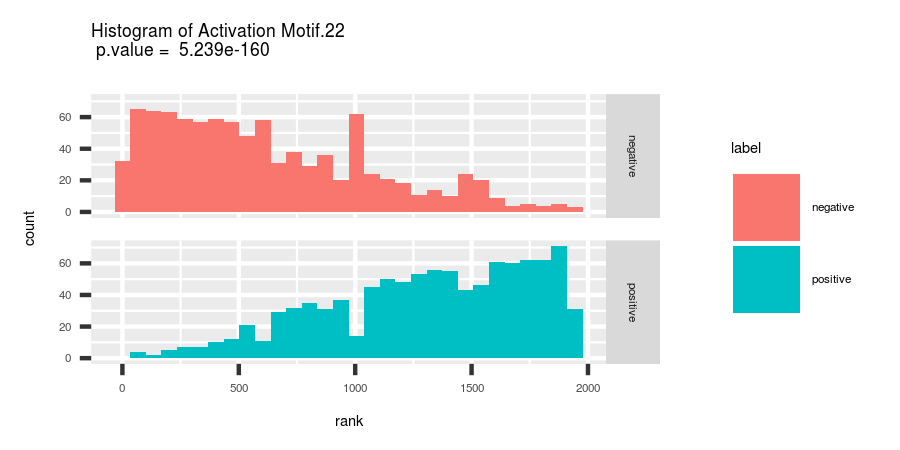 Histogram of Activation Motif.22
p.value = 5.239e-160
count
60
40
20
0
negative
60
40
20
0
positive
0 500 1000 1500 2000
rank
label
negative
positive